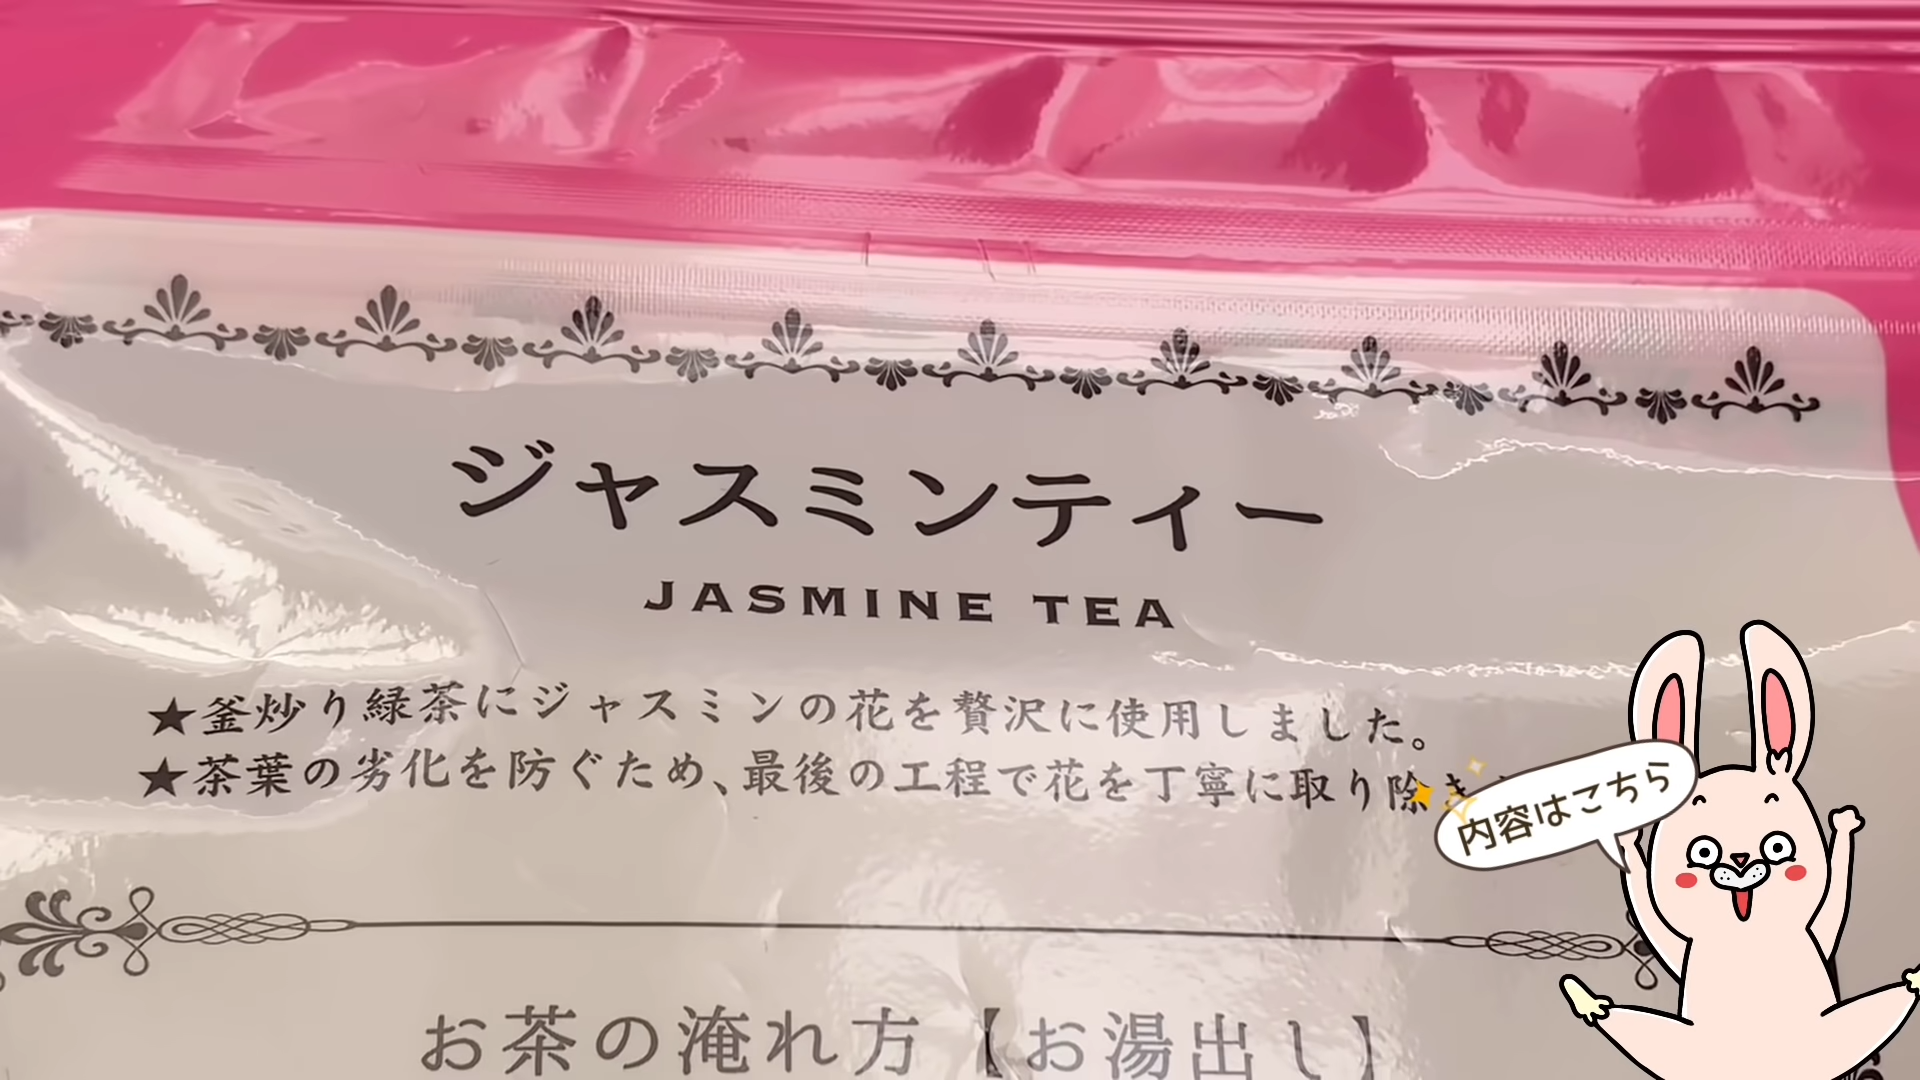 ジャスミンティー
JASMINE TEA
★釜炒り緑茶にジャスミンの花を贅沢に使用しました。
★茶葉の劣化を防ぐため、最後の工程で花を丁寧に取り除き
内容はこちら
お茶の淹れ方【お湯出し】